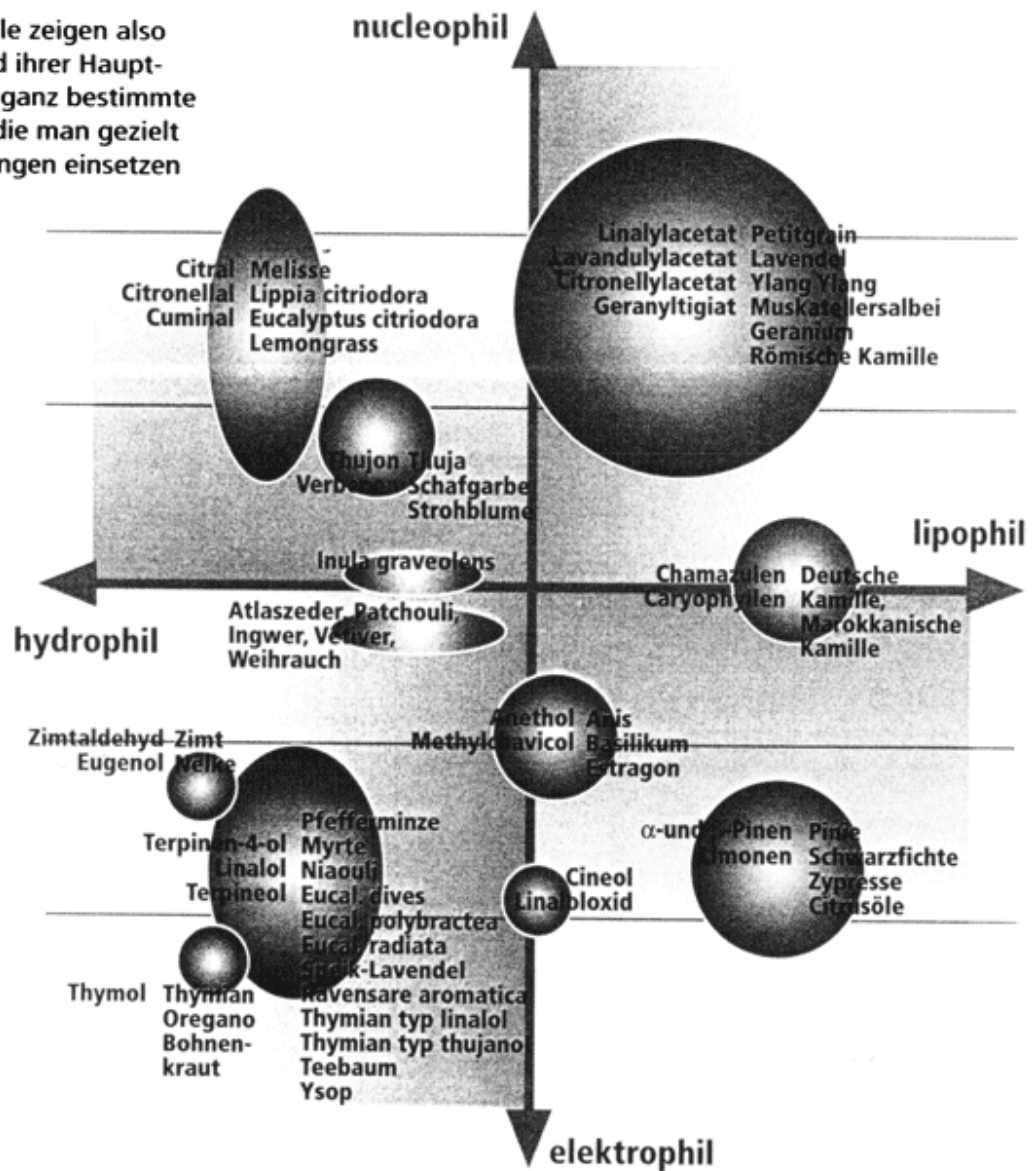 le zeigen also
d ihrer Haupt-
ganz bestimmte
die man gezielt
ngen einsetzen
nucleophil
Linalylacetat Petitgrain
Lavandulylacetat Lavendel
Citronellylacetat Ylang Ylang
Geranyltigiat Muskatellersalbei
Geranium
Römische Kamille
Citral Melisse
Citronellal Lippia citriodora
Cuminal Eucalyptus citriodora
Lemongrass
Thujon Thuja
Verbenon Schafgarbe
Strohblume
lipophil
Inula graveolens
Chamazulen Deutsche
Caryophyllen Kamille,
Marokkanische
Kamille
hydrophil
Atlaszeder, Patchouli,
Ingwer, Vetiver,
Weihrauch
Anethol Anis
Methylchavicol Basilikum
Estragon
Zimtaldehyd Zimt
Eugenol Nelke
Pfefferminze
Terpinen-4-ol Myrte
Linalol Niaouli
Terpineol Eucal. dives
Eucal. polybractea
Eucal. radiata
Speik-Lavendel
Ravensare aromatica
Thymian typ linalol
Thymian typ thujanol
Teebaum
Ysop
α-und β-Pinen Pinie
Limonen Schwarzfichte
Zypresse
Citrusöle
Cineol
Linaloloxid
Thymol Thymian
Oregano
Bohnen-
kraut
elektrophil